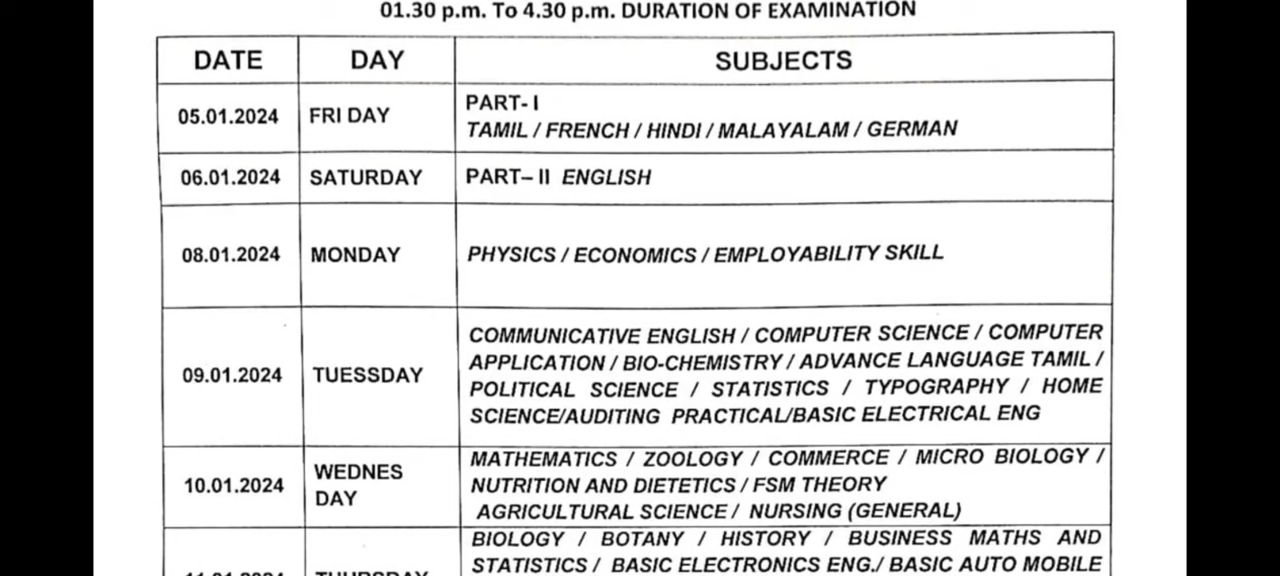 01.30 p.m. To 4.30 p.m. DURATION OF EXAMINATION
DATE DAY SUBJECTS
05.01.2024 FRI DAY PART- I
TAMIL / FRENCH / HINDI / MALAYALAM / GERMAN
06.01.2024 SATURDAY PART– II ENGLISH
08.01.2024 MONDAY PHYSICS / ECONOMICS / EMPLOYABILITY SKILL
09.01.2024 TUESSDAY
COMMUNICATIVE ENGLISH / COMPUTER SCIENCE / COMPUTER
APPLICATION / BIO-CHEMISTRY / ADVANCE LANGUAGE TAMIL /
POLITICAL SCIENCE / STATISTICS / TYPOGRAPHY / HOME
SCIENCE/AUDITING PRACTICAL/BASIC ELECTRICAL ENG
10.01.2024 WEDNES
DAY
MATHEMATICS / ZOOLOGY / COMMERCE / MICRO BIOLOGY /
NUTRITION AND DIETETICS / FSM THEORY
AGRICULTURAL SCIENCE / NURSING (GENERAL)
11.01.2024 THURSDAY
BIOLOGY / BOTANY / HISTORY / BUSINESS MATHS AND
STATISTICS / BASIC ELECTRONICS ENG./ BASIC AUTO MOBILE